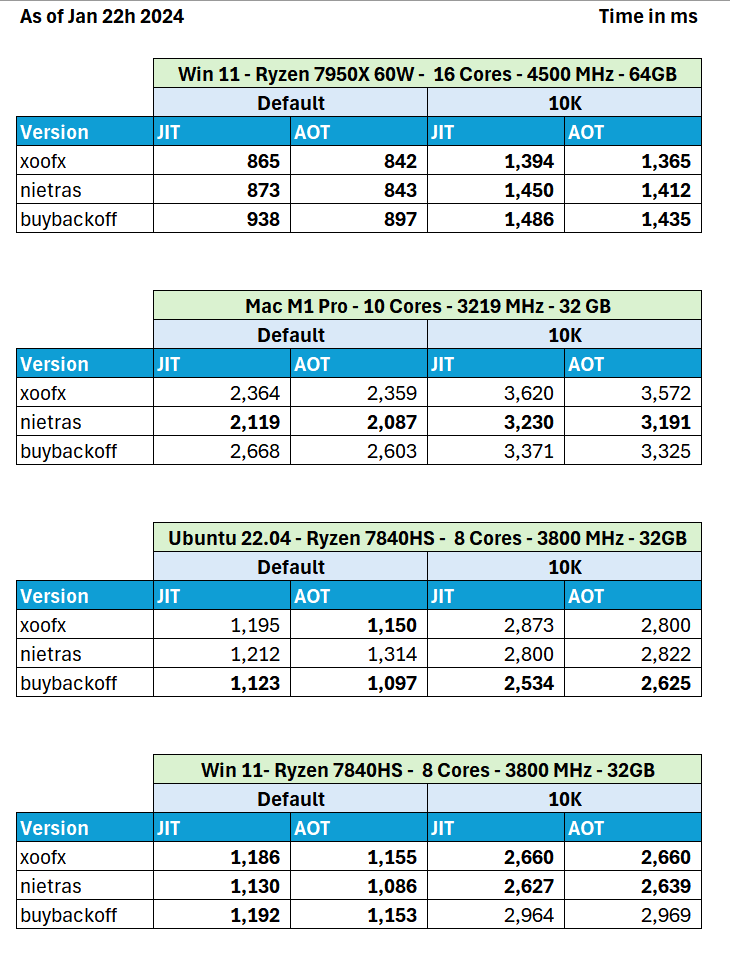 As of Jan 22h 2024 Time in ms
Win 11 - Ryzen 7950X 60W - 16 Cores - 4500 MHz - 64GB
Default 10K
Version JIT AOT JIT AOT
xoofx 865 842 1,394 1,365
nietras 873 843 1,450 1,412
buybackoff 938 897 1,486 1,435
Mac M1 Pro - 10 Cores - 3219 MHz - 32 GB
Default 10K
Version JIT AOT JIT AOT
xoofx 2,364 2,359 3,620 3,572
nietras 2,119 2,087 3,230 3,191
buybackoff 2,668 2,603 3,371 3,325
Ubuntu 22.04 - Ryzen 7840HS - 8 Cores - 3800 MHz - 32GB
Default 10K
Version JIT AOT JIT AOT
xoofx 1,195 1,150 2,873 2,800
nietras 1,212 1,314 2,800 2,822
buybackoff 1,123 1,097 2,534 2,625
Win 11- Ryzen 7840HS - 8 Cores - 3800 MHz - 32GB
Default 10K
Version JIT AOT JIT AOT
xoofx 1,186 1,155 2,660 2,660
nietras 1,130 1,086 2,627 2,639
buybackoff 1,192 1,153 2,964 2,969